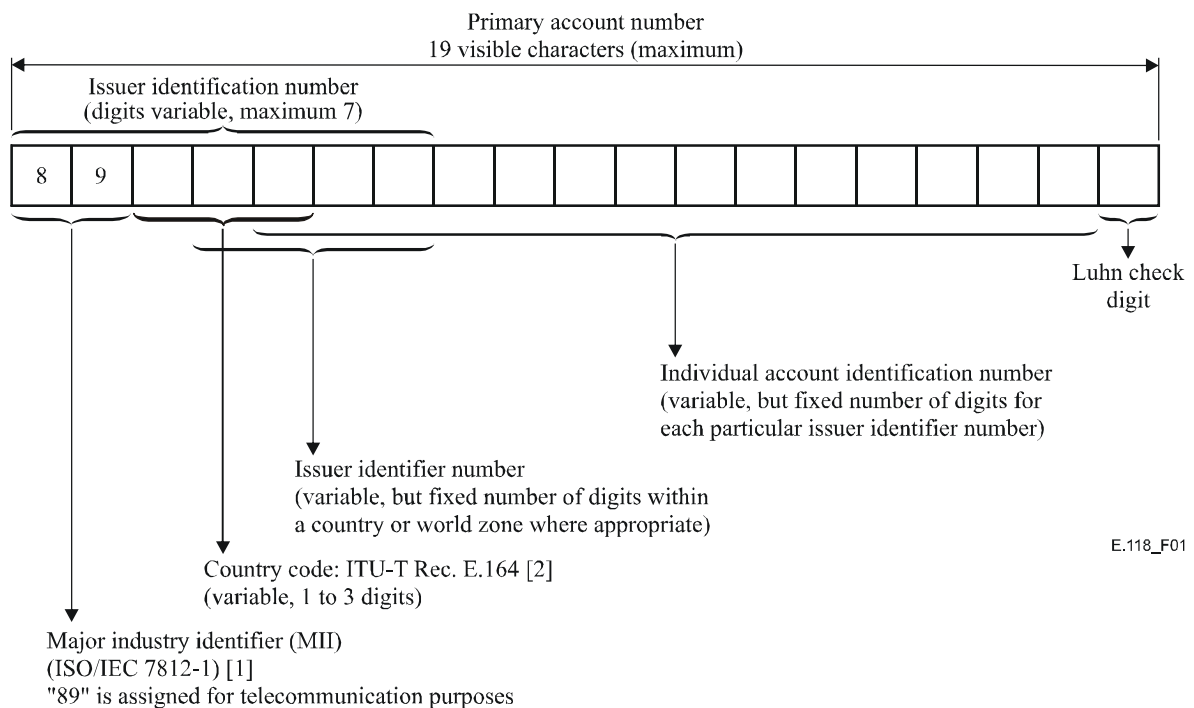 Primary account number
19 visible characters (maximum)
Issuer identification number
(digits variable, maximum 7)
8 9
Luhn check
digit
Individual account identification number
(variable, but fixed number of digits for
each particular issuer identifier number)
Issuer identifier number
(variable, but fixed number of digits within
a country or world zone where appropriate)
E.118_F01
Country code: ITU-T Rec. E.164 [2]
(variable, 1 to 3 digits)
Major industry identifier (MII)
(ISO/IEC 7812-1) [1]
"89" is assigned for telecommunication purposes